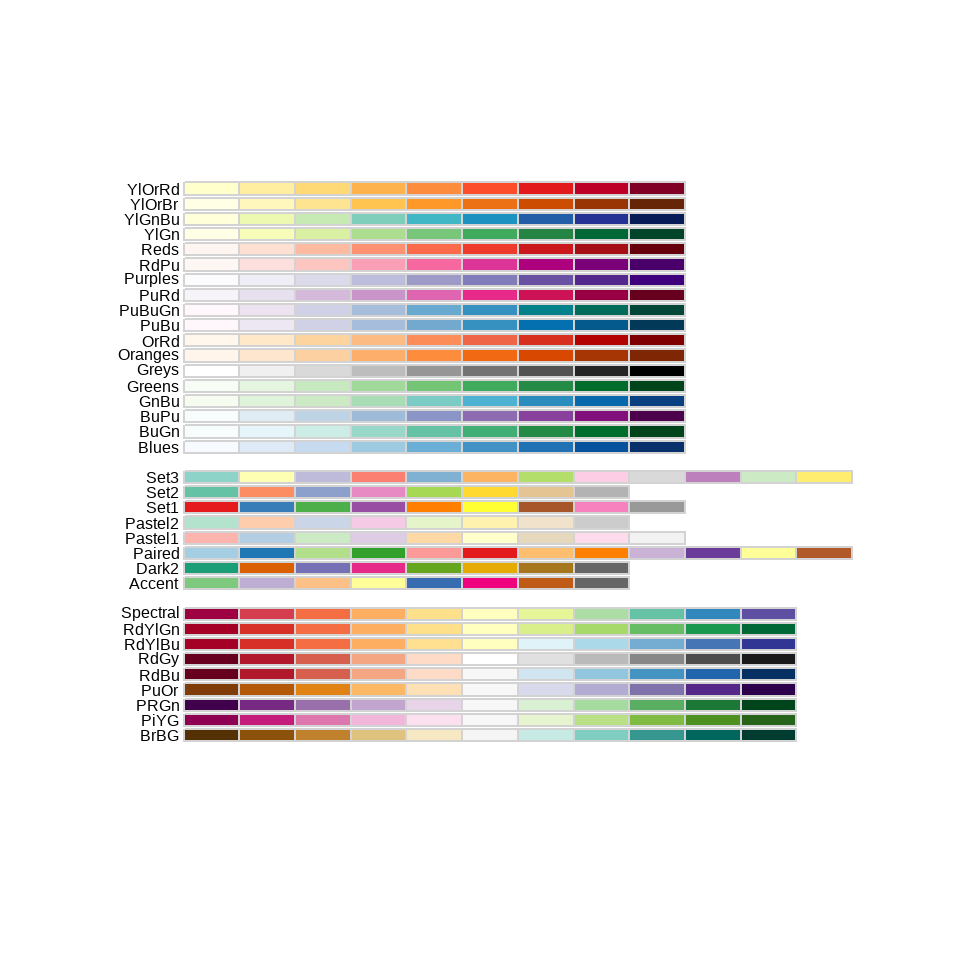 YlOrRd
YlOrBr
YlGnBu
YlGn
Reds
RdPu
Purples
PuRd
PuBuGn
PuBu
OrRd
Oranges
Greys
Greens
GnBu
BuPu
BuGn
Blues
Set3
Set2
Set1
Pastel2
Pastel1
Paired
Dark2
Accent
Spectral
RdYlGn
RdYlBu
RdGy
RdBu
PuOr
PRGn
PiYG
BrBG